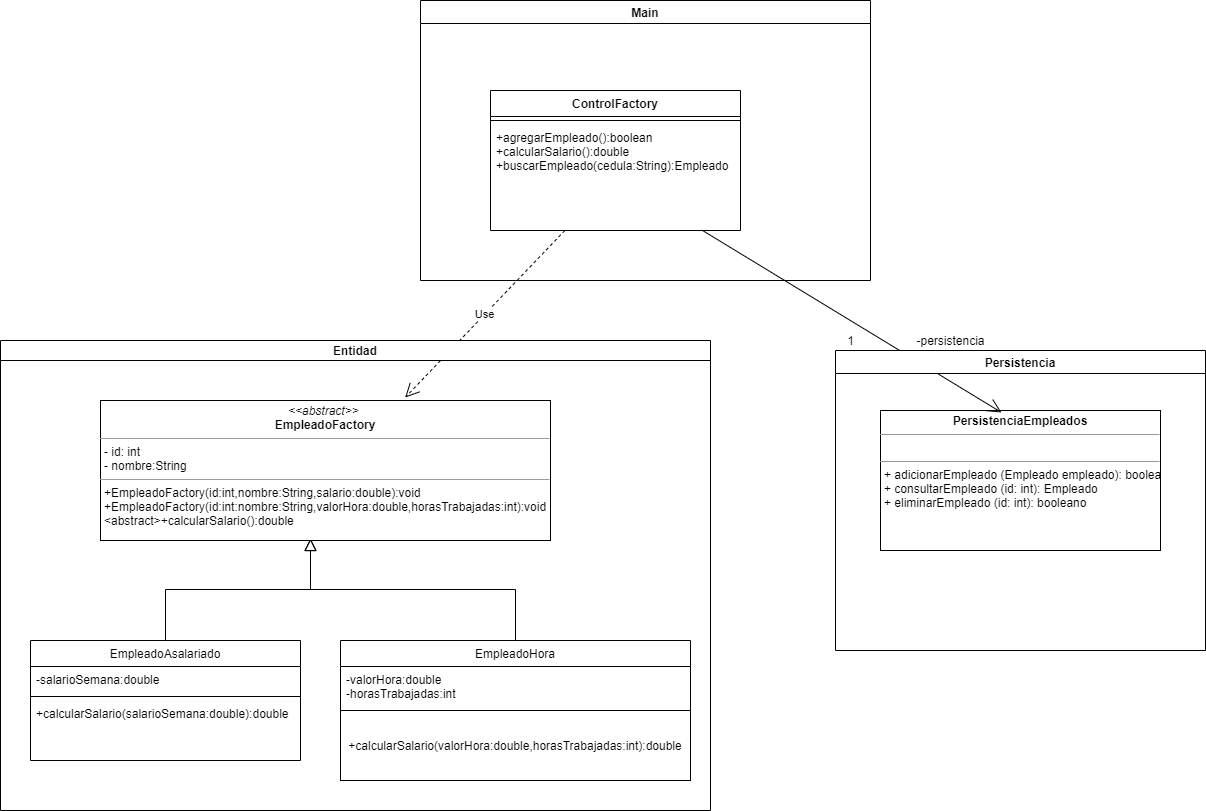 Main
ControlFactory
+agregarEmpleado():boolean
+calcularSalario():double
+buscarEmpleado(cedula:String):Empleado
Use
1
-persistencia
Entidad
<<abstract>>
EmpleadoFactory
- id: int
- nombre:String
+EmpleadoFactory(id:int,nombre:String,salario:double):void
+EmpleadoFactory(id:int:nombre:String,valorHora:double,horasTrabajadas:int):void
<abstract>+calcularSalario():double
Persistencia
PersistenciaEmpleados
+ adicionarEmpleado (Empleado empleado): boolea
+ consultarEmpleado (id: int): Empleado
+ eliminarEmpleado (id: int): booleano
EmpleadoAsalariado
-salarioSemana:double
+calcularSalario(salarioSemana:double):double
EmpleadoHora
-valorHora:double
-horasTrabajadas:int
+calcularSalario(valorHora:double,horasTrabajadas:int):double